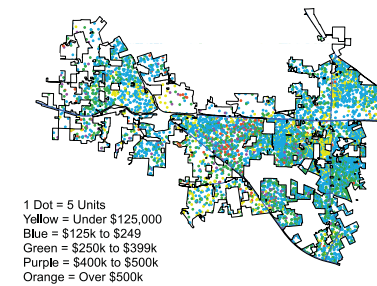 1 Dot = 5 Units
Yellow = Under $125,000
Blue = $125k to $249
Green = $250k to $399k
Purple = $400k to $500k
Orange = Over $500k